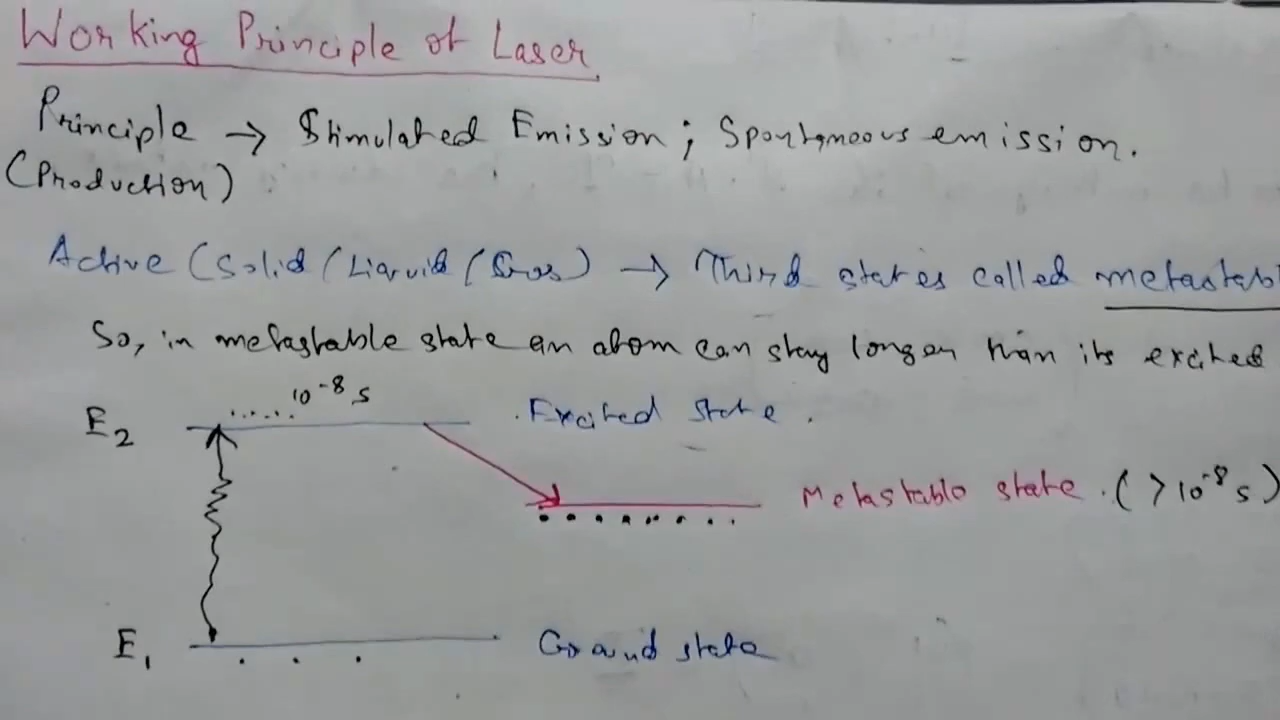 Working Principle of Laser
Principle → Stimulated Emission ; Spontaneous emission.
(Production)
Active (Solid/Liquid/Gas) → Third states called metastabl
So, in metastable state an atom can stay longer than its excited
10⁻⁸ s
E₂ Excited state.
Metastable state. (> 10⁻⁸ s)
E₁ Ground state